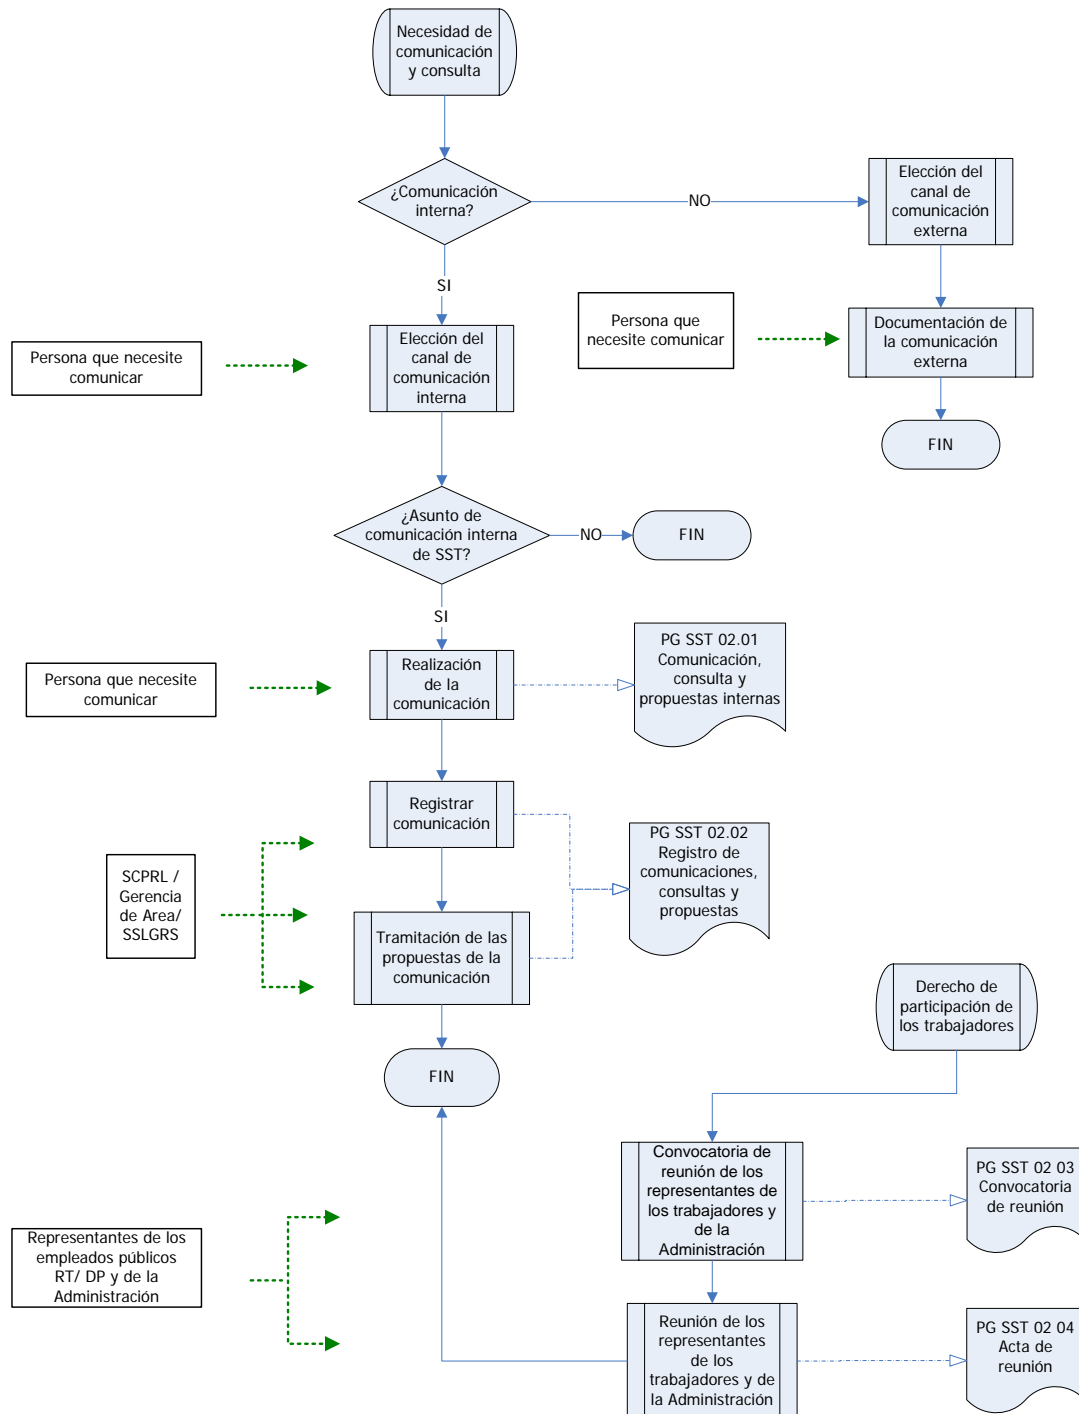 Necesidad de
comunicación
y consulta
¿Comunicación
interna?
NO
Elección del
canal de
comunicación
externa
SI
Persona que
necesite comunicar
Documentación de
la comunicación
externa
Persona que necesite
comunicar
Elección del
canal de
comunicación
interna
FIN
¿Asunto de
comunicación interna
de SST?
NO
FIN
SI
Persona que necesite
comunicar
Realización
de la
comunicación
PG SST 02.01
Comunicación,
consulta y
propuestas internas
Registrar
comunicación
PG SST 02.02
Registro de
comunicaciones,
consultas y
propuestas
SCPRL /
Gerencia
de Area/
SSLGRS
Tramitación de las
propuestas de la
comunicación
Derecho de
participación de
los trabajadores
FIN
Convocatoria de
reunión de los
representantes de
los trabajadores y
de la
Administración
PG SST 02 03
Convocatoria
de reunión
Representantes de los
empleados públicos
RT/ DP y de la
Administración
Reunión de los
representantes
de los
trabajadores y de
la Administración
PG SST 02 04
Acta de
reunión